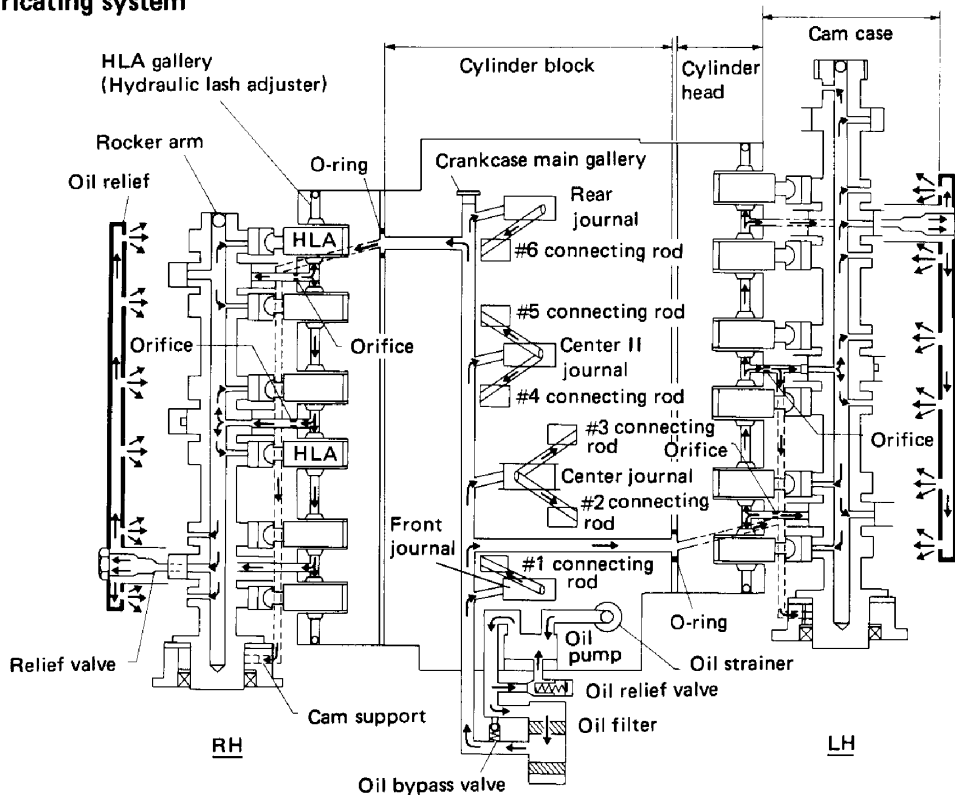 ricating system
HLA gallery
(Hydraulic lash adjuster)
Cylinder block
Cylinder
head
Cam case
Rocker arm
O-ring
Crankcase main gallery
Oil relief
Rear
journal
HLA
#6 connecting rod
#5 connecting rod
Orifice
Orifice
Center II
journal
#4 connecting rod
#3 connecting
rod
Orifice
Orifice
HLA
Center journal
#2 connecting
rod
Front
journal
#1 connecting
rod
O-ring
Oil
pump
Oil strainer
Relief valve
Oil relief valve
Cam support
Oil filter
RH
LH
Oil bypass valve